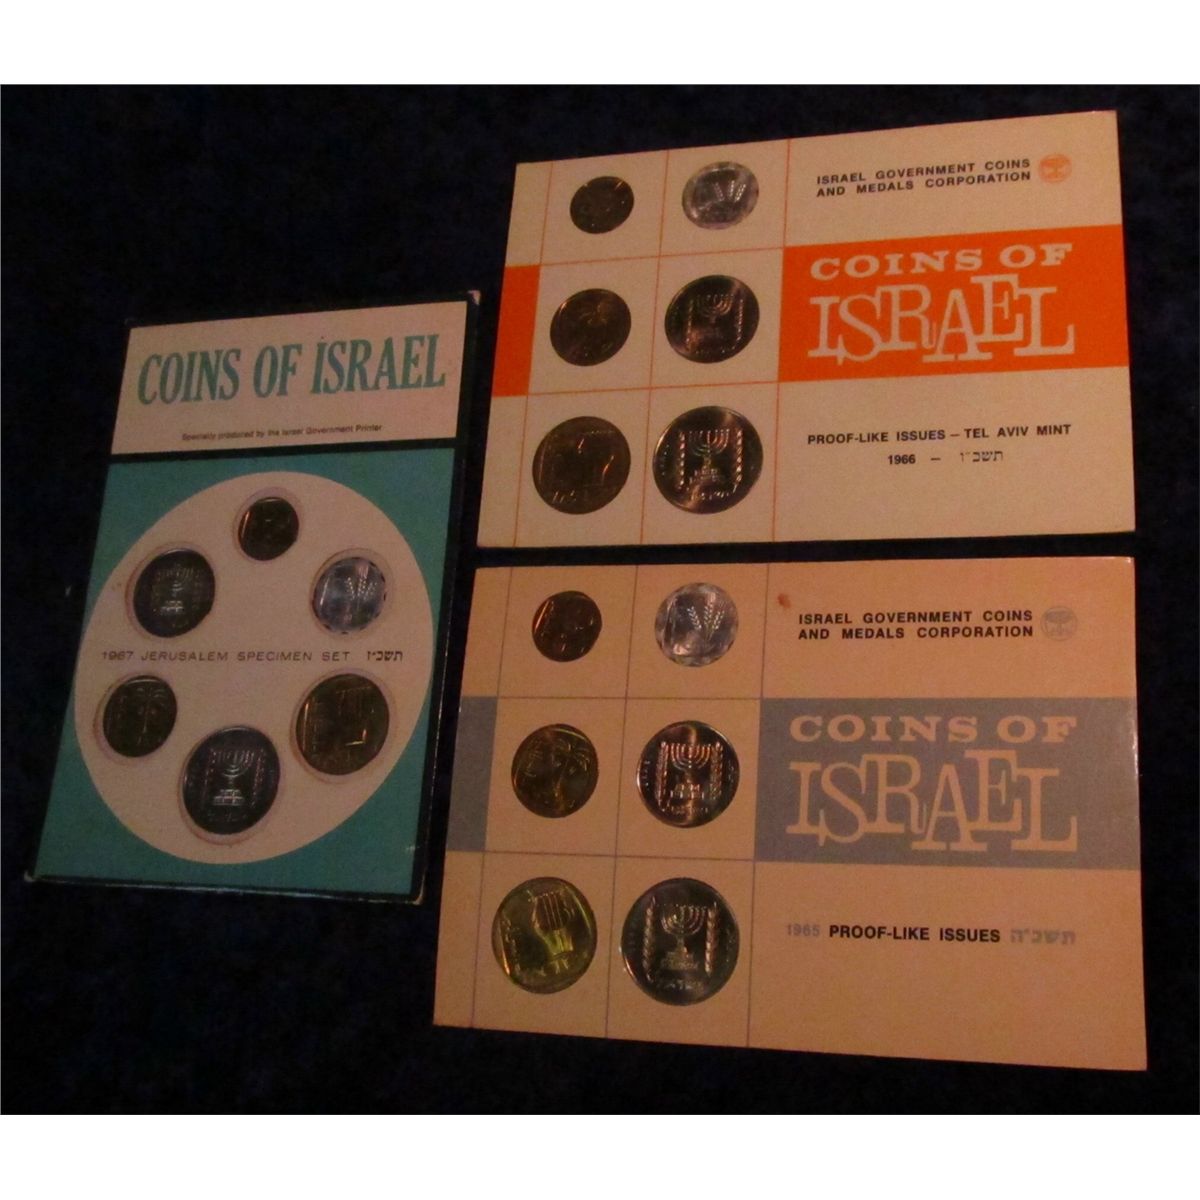 COINS OF ISRAEL
Specially produced by the Israel Government Printer
1967 JERUSALEM SPECIMEN SET תשכ"ז
ISRAEL GOVERNMENT COINS
AND MEDALS CORPORATION
COINS OF
ISRAEL
PROOF-LIKE ISSUES – TEL AVIV MINT
1966 – תשכ"ו
ISRAEL GOVERNMENT COINS
AND MEDALS CORPORATION
COINS OF
ISRAEL
1965 PROOF-LIKE ISSUES תשכ"ה